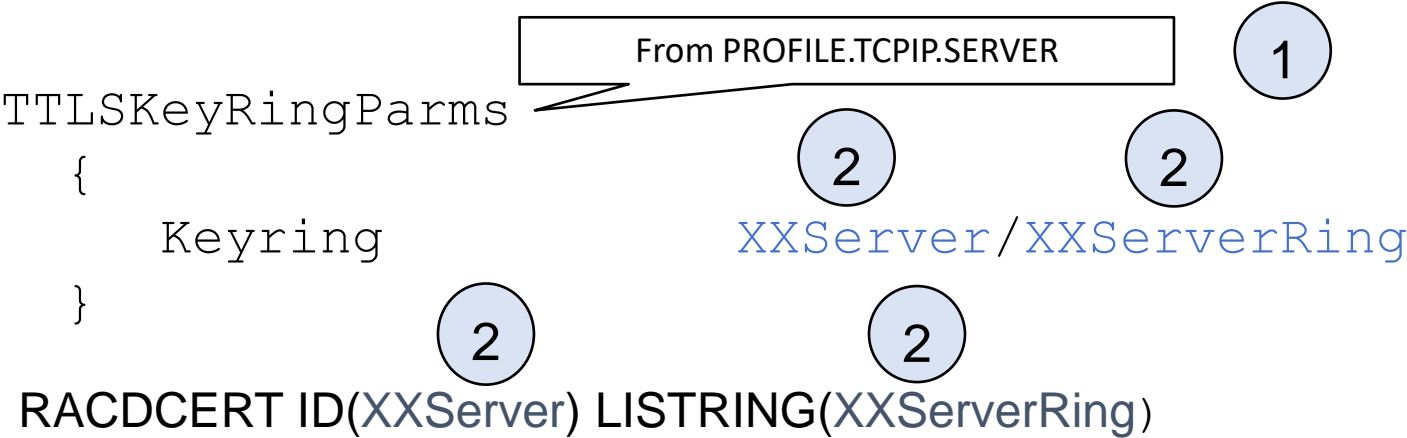 From PROFILE.TCPIP.SERVER
1
TTLSKeyRingParms
2 2
{
Keyring XXServer/XXServerRing
}
2 2
RACDCERT ID(XXServer) LISTRING(XXServerRing)